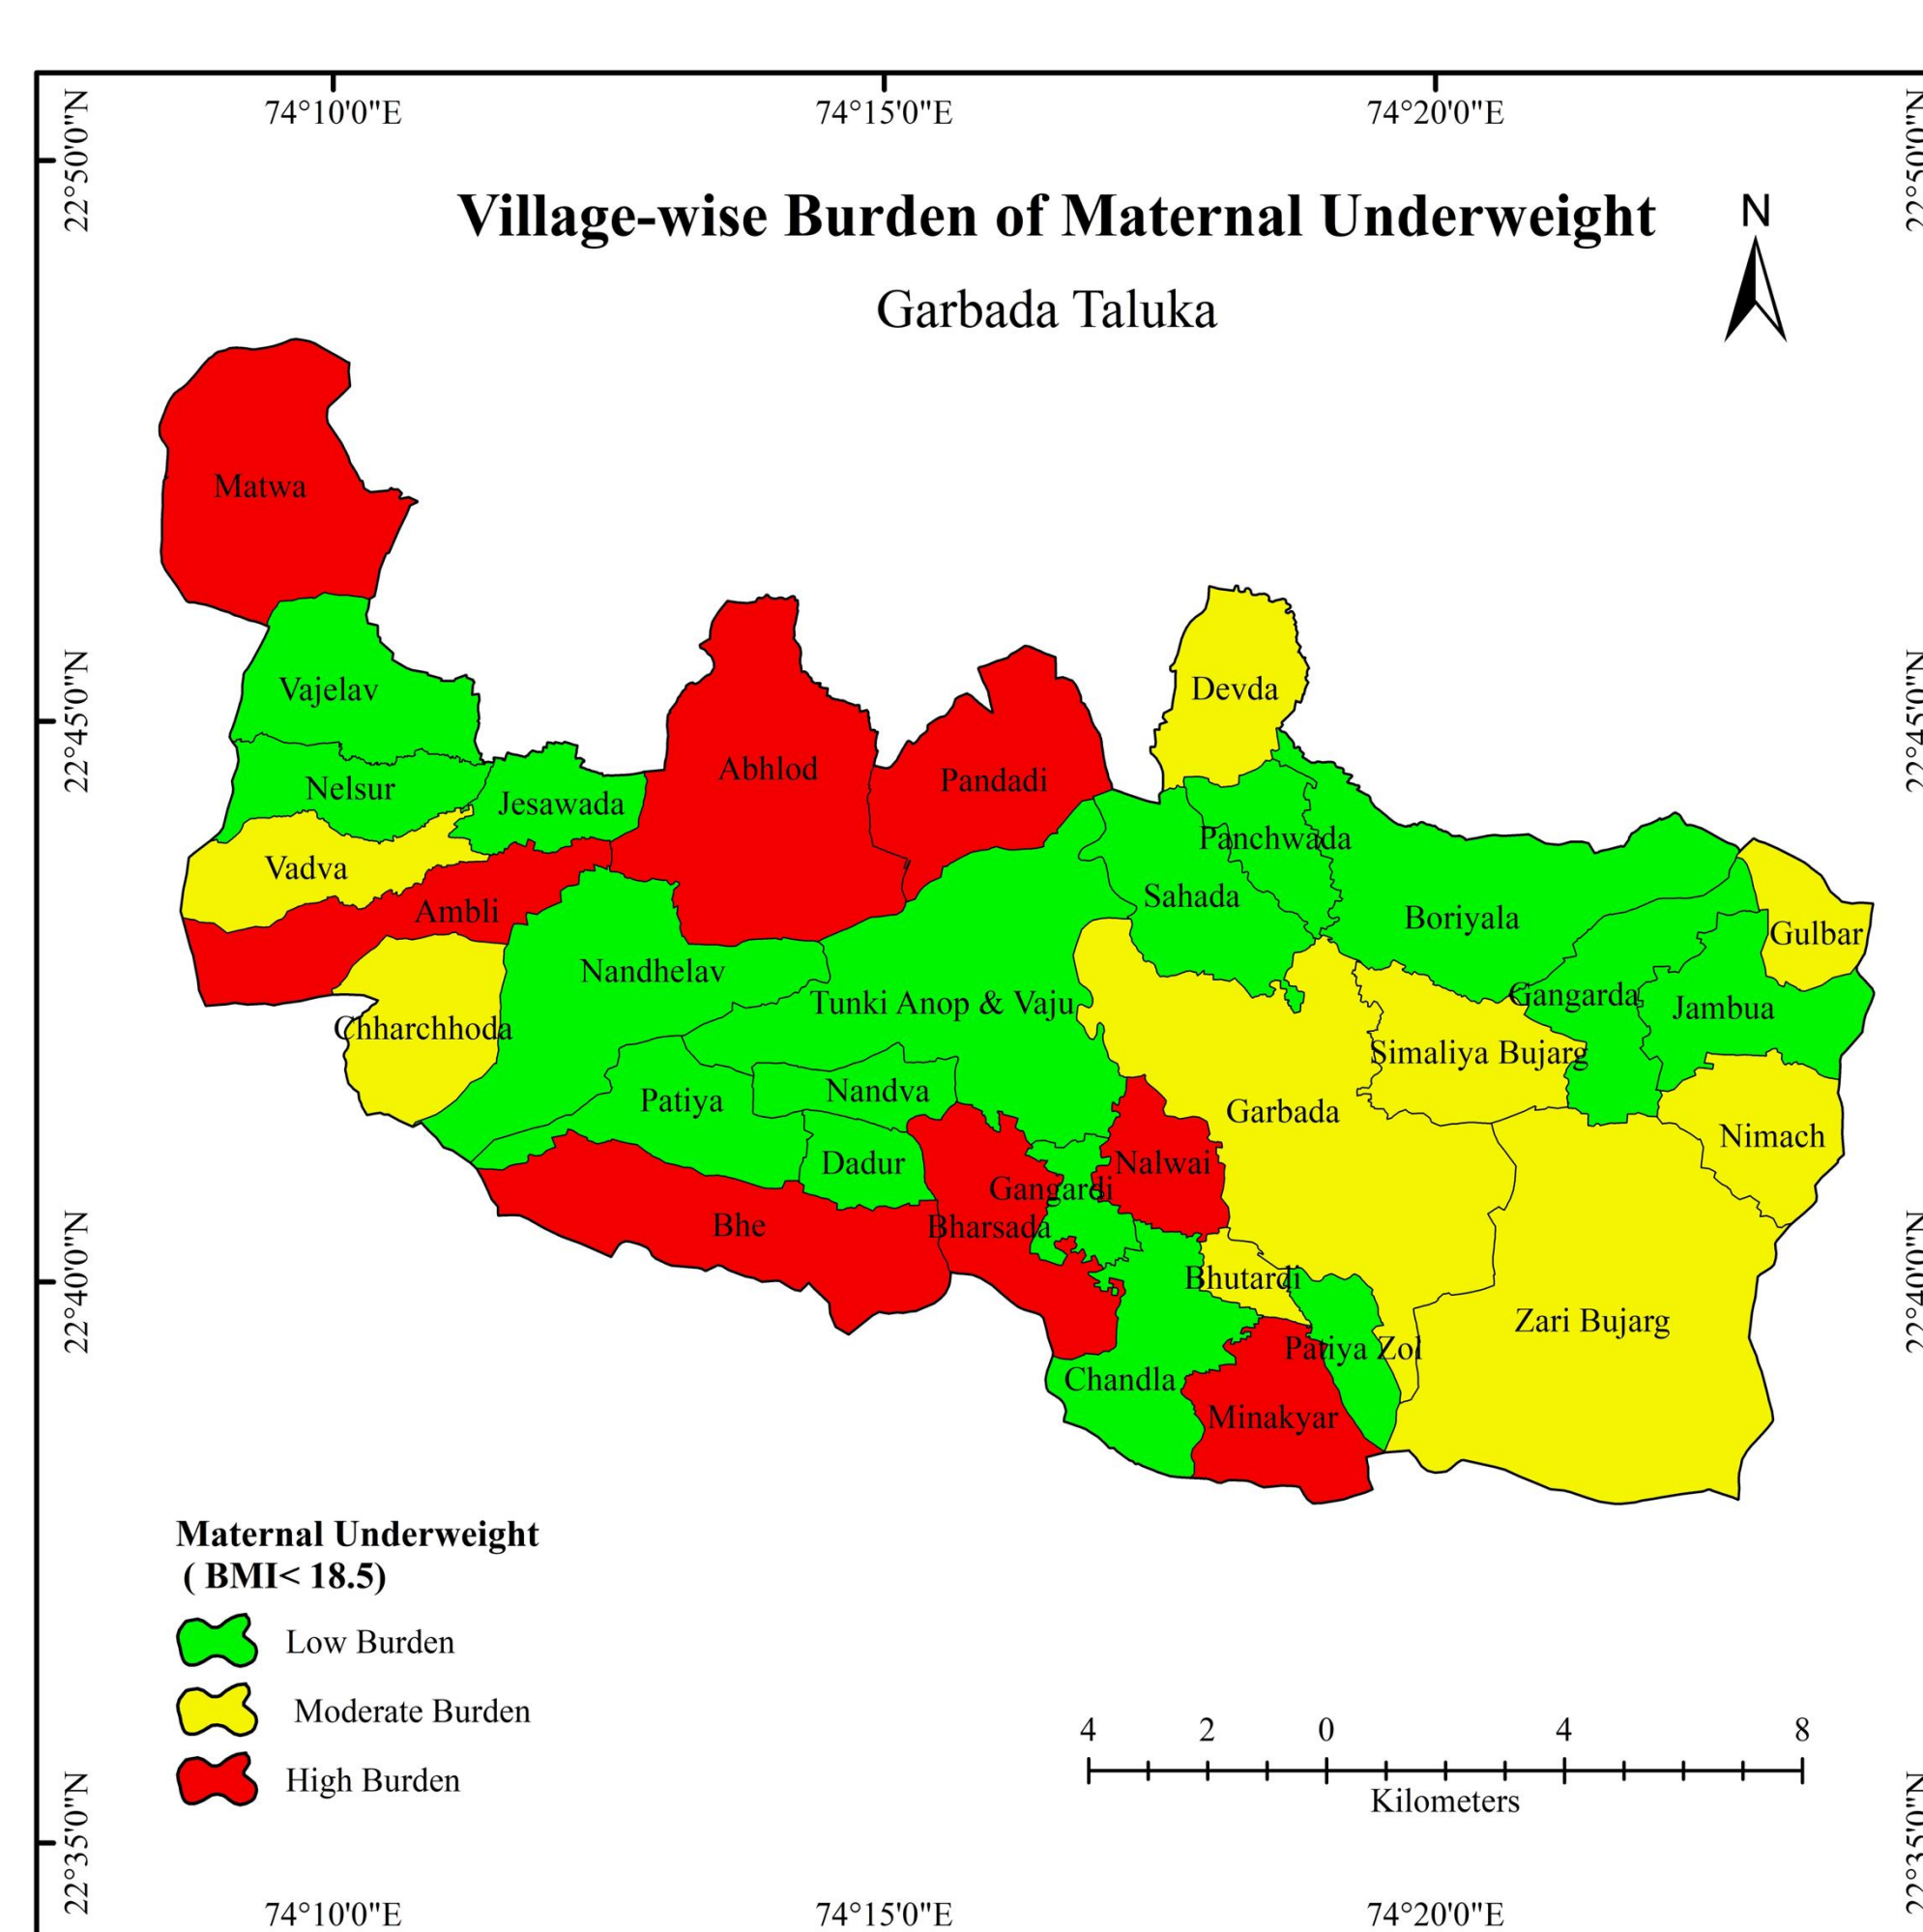 74°10'0"E
74°15'0"E
74°20'0"E
22°50'0"N
22°50'0"N
Village-wise Burden of Maternal Underweight
N
Garbada Taluka
Matwa
22°45'0"N
22°45'0"N
Vajelav
Devda
Abhlod
Pandadi
Nelsur
Jesawada
Panchwada
Vadva
Sahada
Ambli
Boriyala
Gulbar
Nandhelav
Gangarda
Tunki Anop & Vaju
Jambua
Chharchhoda
Simaliya Bujarg
Nandva
Patiya
Garbada
Nimach
Dadur
Nalwai
Gangardi
Bhe
Bharsada
22°40'0"N
22°40'0"N
Bhutardi
Zari Bujarg
Patiya Zol
Chandla
Minakyar
Maternal Underweight
( BMI< 18.5)
Low Burden
Moderate Burden
High Burden
4 2 0 4 8
Kilometers
22°35'0"N
22°35'0"N
74°10'0"E
74°15'0"E
74°20'0"E